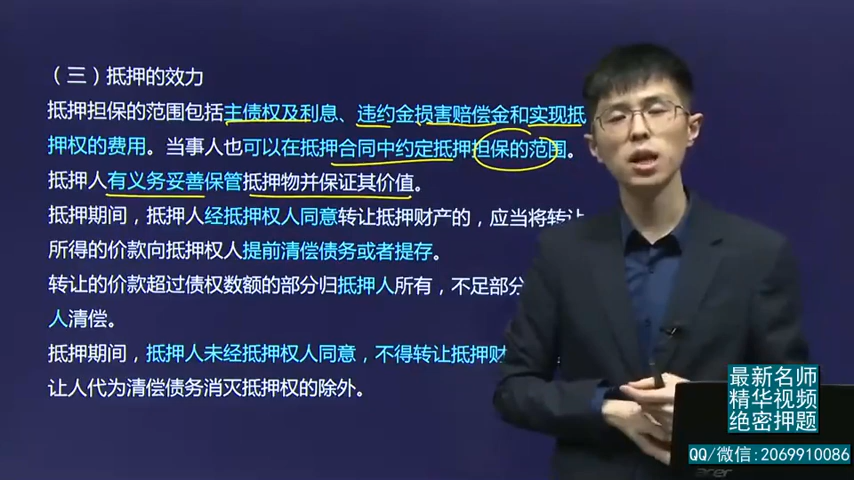 （三）抵押的效力
抵押担保的范围包括主债权及利息、违约金损害赔偿金和实现抵
押权的费用。当事人也可以在抵押合同中约定抵押担保的范围。
抵押人有义务妥善保管抵押物并保证其价值。
抵押期间，抵押人经抵押权人同意转让抵押财产的，应当将转让
所得的价款向抵押权人提前清偿债务或者提存。
转让的价款超过债权数额的部分归抵押人所有，不足部分
人清偿。
抵押期间，抵押人未经抵押权人同意，不得转让抵押财
让人代为清偿债务消灭抵押权的除外。
最新名师
精华视频
绝密押题
QQ/微信:2069910086
acer